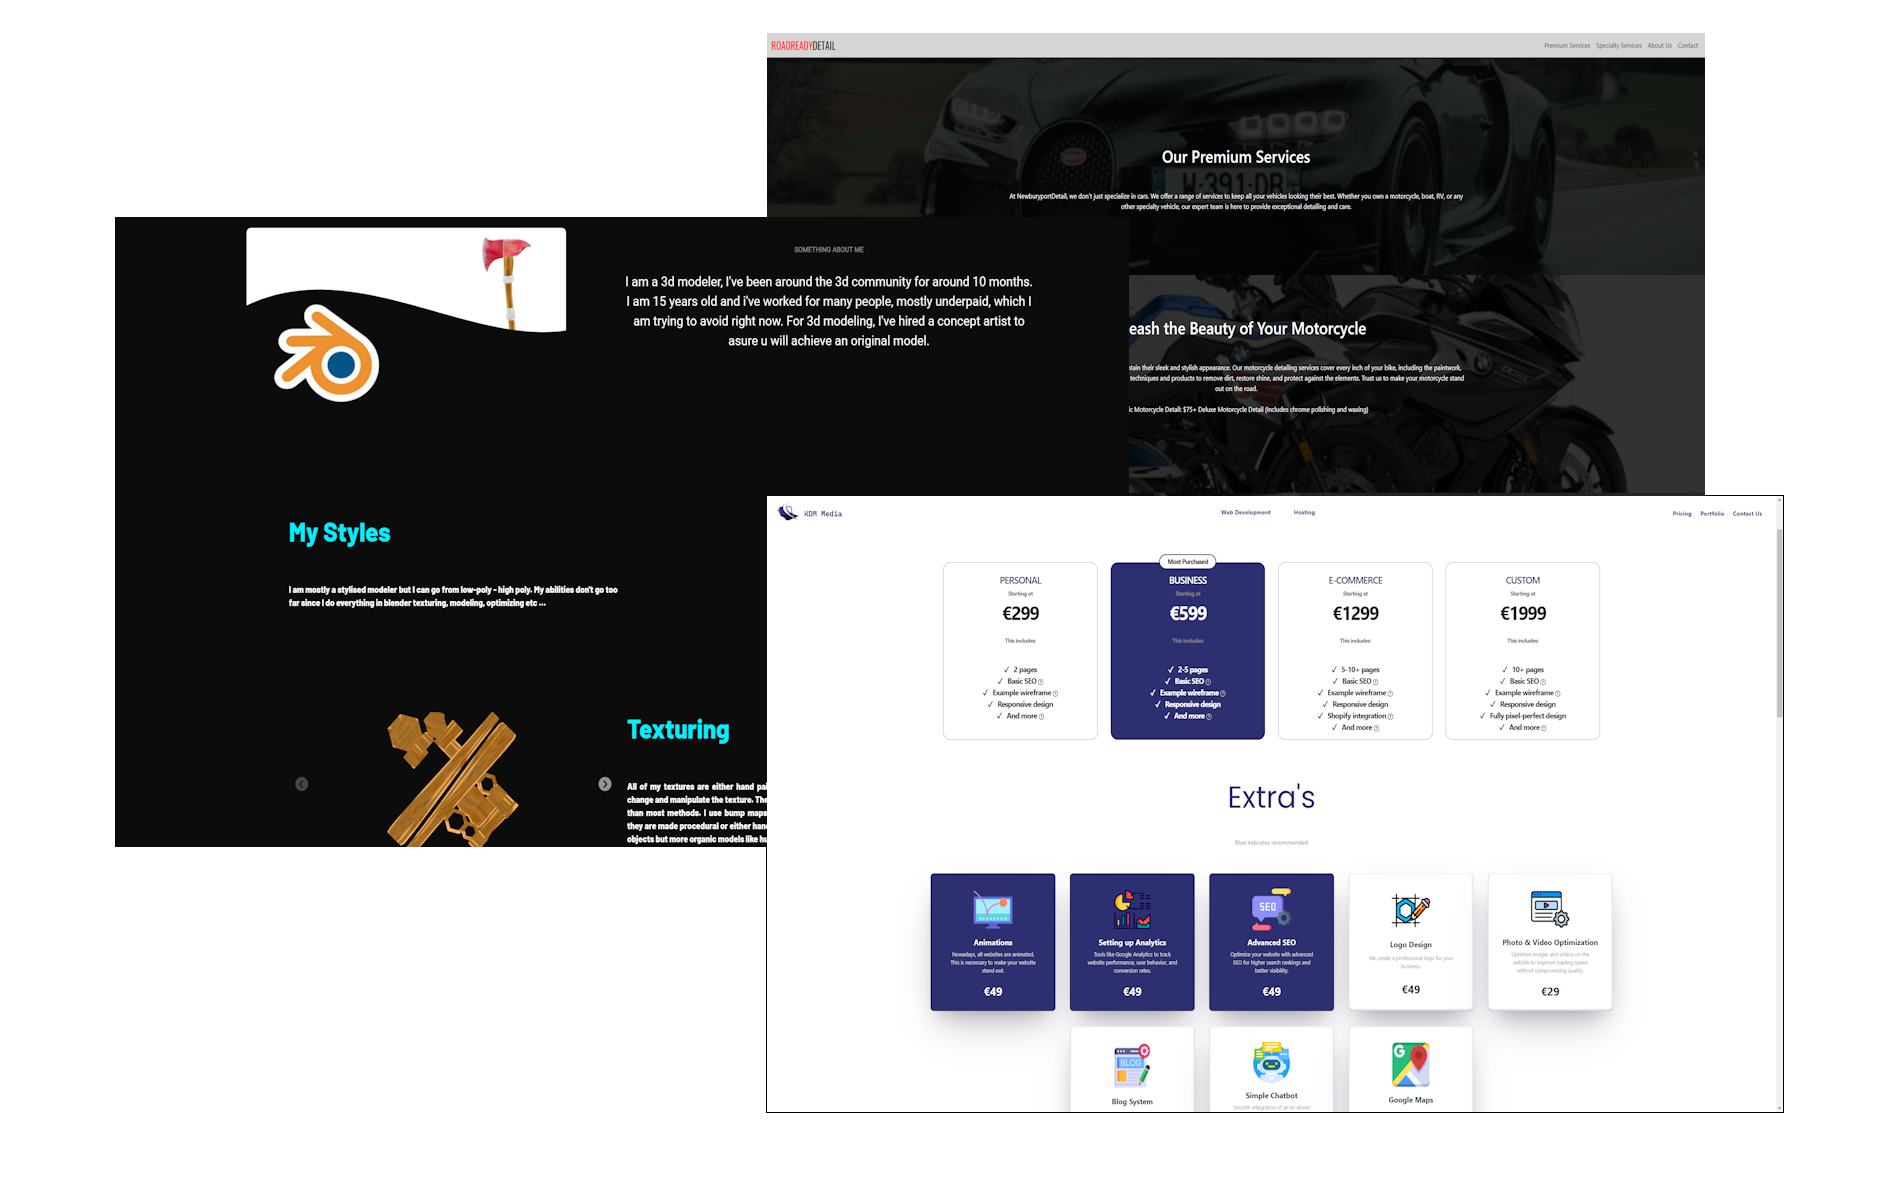 ROADREADYDETAIL
Premium Services Specialty Services About Us Contact
Our Premium Services
At NewburyportDetail, we don't just specialize in cars. We offer a range of services to keep all your vehicles looking their best. Whether you own a motorcycle, boat, RV, or any
other specialty vehicle, our expert team is here to provide exceptional detailing and care.
W-391-DR
eash the Beauty of Your Motorcycle
tain their sleek and stylish appearance. Our motorcycle detailing services cover every inch of your bike, including the paintwork,
techniques and products to remove dirt, restore shine, and protect against the elements. Trust us to make your motorcycle stand
out on the road.
ic Motorcycle Detail: $75+ Deluxe Motorcycle Detail (Includes chrome polishing and waxing)
SOMETHING ABOUT ME
I am a 3d modeler, I've been around the 3d community for around 10 months.
I am 15 years old and i've worked for many people, mostly underpaid, which I
am trying to avoid right now. For 3d modeling, I've hired a concept artist to
asure u will achieve an original model.
My Styles
I am mostly a stylised modeler but I can go from low-poly - high poly. My abilities don't go too
far since I do everything in blender texturing, modeling, optimizing etc ...
Texturing
All of my textures are either hand pai
change and manipulate the texture. The
than most methods. I use bump maps
they are made procedural or either hand
objects but more organic models like hu
KDM Media
Web Development Hosting
Pricing Portfolio Contact Us
PERSONAL
Starting at
€299
This includes:
✓ 2 pages
✓ Basic SEO
✓ Example wireframe
✓ Responsive design
✓ And more
Most Purchased
BUSINESS
Starting at
€599
This includes:
✓ 2-5 pages
✓ Basic SEO
✓ Example wireframe
✓ Responsive design
✓ And more
E-COMMERCE
Starting at
€1299
This includes:
✓ 5-10+ pages
✓ Basic SEO
✓ Example wireframe
✓ Responsive design
✓ Shopify integration
✓ And more
CUSTOM
Starting at
€1999
This includes:
✓ 10+ pages
✓ Basic SEO
✓ Example wireframe
✓ Responsive design
✓ Fully pixel-perfect design
✓ And more
Extra's
Blue indicates recommended
Animations
Nowadays, all websites are animated.
This is necessary to make your website
stand out.
€49
Setting up Analytics
Tools like Google Analytics to track
website performance, user behavior, and
conversion rates.
€49
SEO
Advanced SEO
Optimize your website with advanced
SEO for higher search rankings and
better visibility.
€49
Logo Design
We create a professional logo for your
business.
€49
Photo & Video Optimization
Optimize images and videos on the
website to improve loading speed
without compromising quality.
€29
BLOG
Blog System
Simple Chatbot
Smooth integration of an AI-driven
G
Google Maps